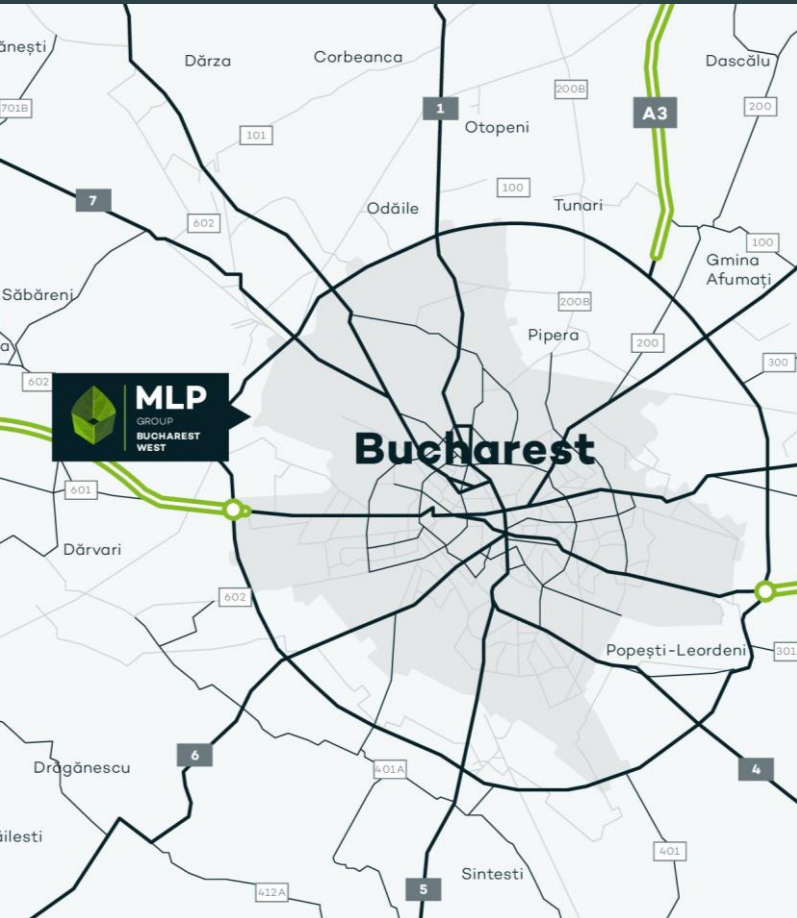 ănești
Dărza
Corbeanca
Dascălu
701B
200B
200
1
A3
101
Otopeni
7
100
Odăile
Tunari
602
100
Gmina
Afumați
Săbăreni
200B
Pipera
200
a
300
602
MLP
GROUP
BUCHAREST
WEST
Bucharest
601
Dărvari
602
Popești-Leordeni
301
6
Drăgănescu
401A
4
ăilesti
401
Sintesti
412A
5